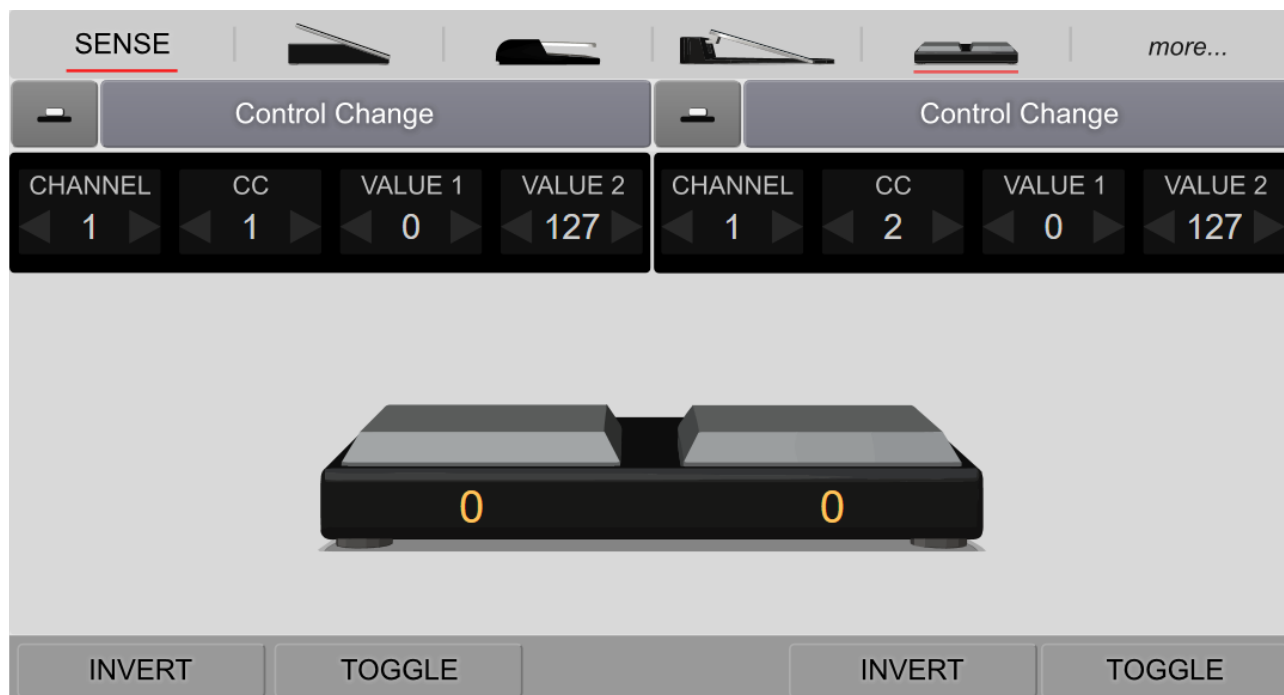 SENSE more...
Control Change Control Change
CHANNEL CC VALUE 1 VALUE 2 CHANNEL CC VALUE 1 VALUE 2
1 1 0 127 1 2 0 127
0 0
INVERT TOGGLE INVERT TOGGLE